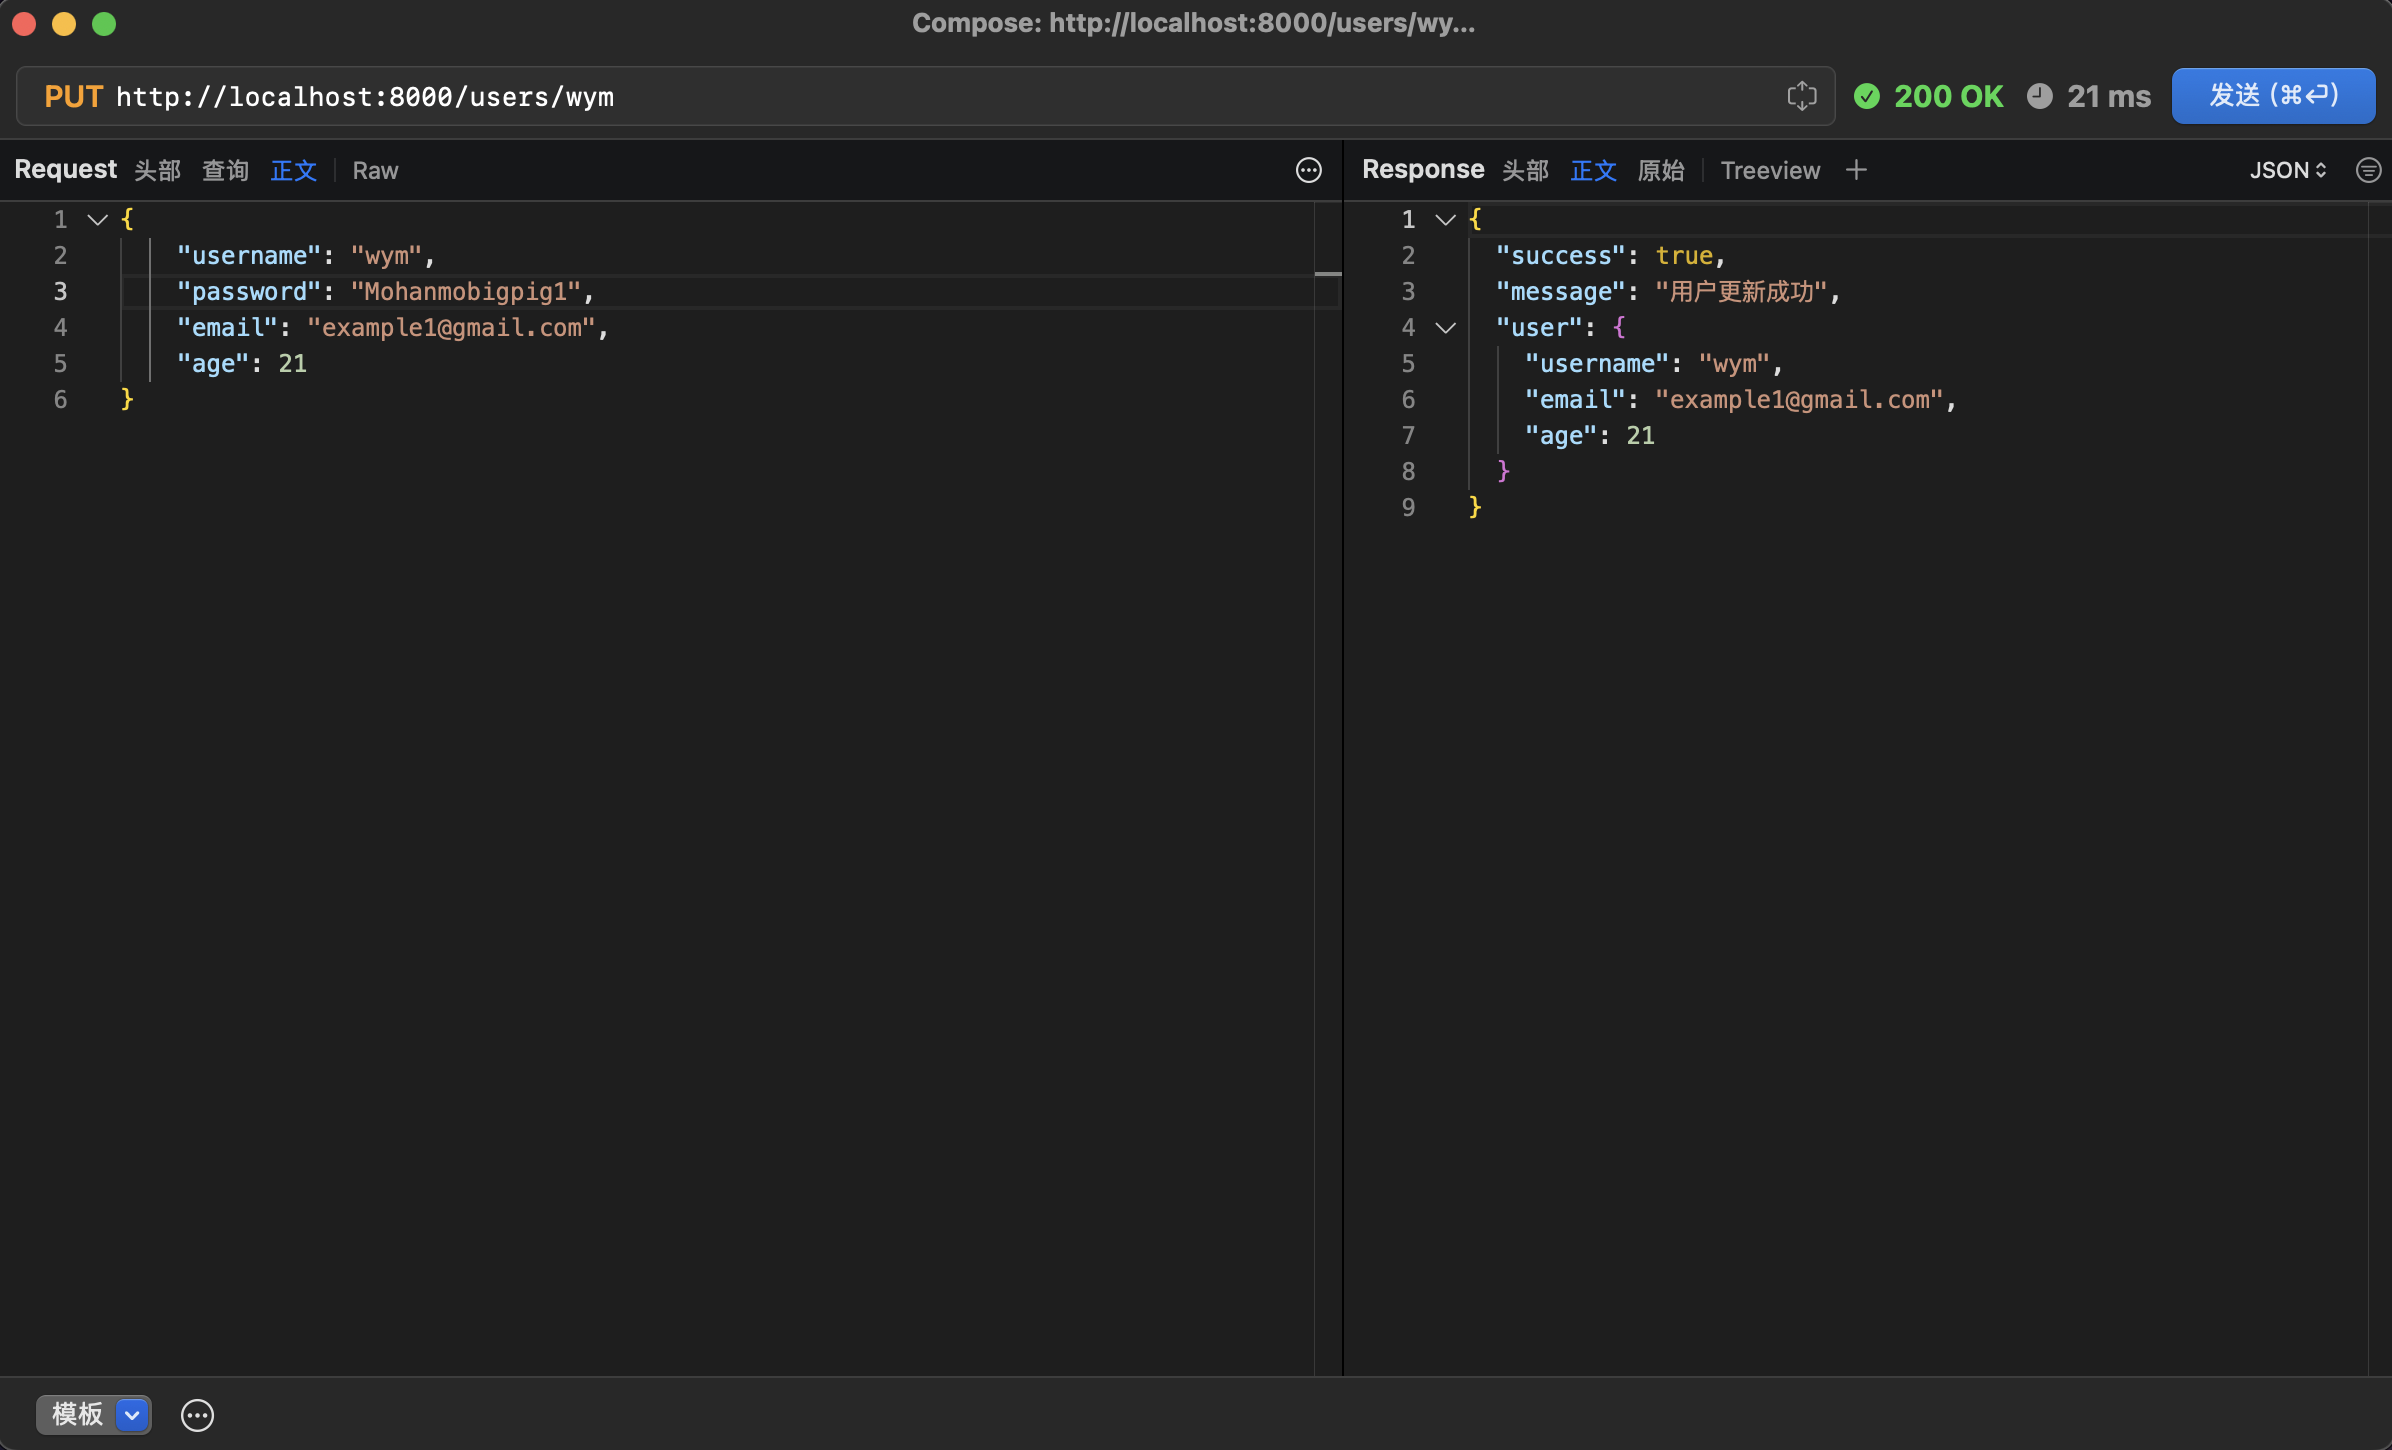 Compose: http://localhost:8000/users/wy...
PUT http://localhost:8000/users/wym
200 OK 21 ms 发送 (⌘⏎)
Request 头部 查询 正文 Raw
1 {
2 "username": "wym",
3 "password": "Mohanmobigpig1",
4 "email": "example1@gmail.com",
5 "age": 21
6 }
Response 头部 正文 原始 Treeview + JSON
1 {
2 "success": true,
3 "message": "用户更新成功",
4 "user": {
5 "username": "wym",
6 "email": "example1@gmail.com",
7 "age": 21
8 }
9 }
模板